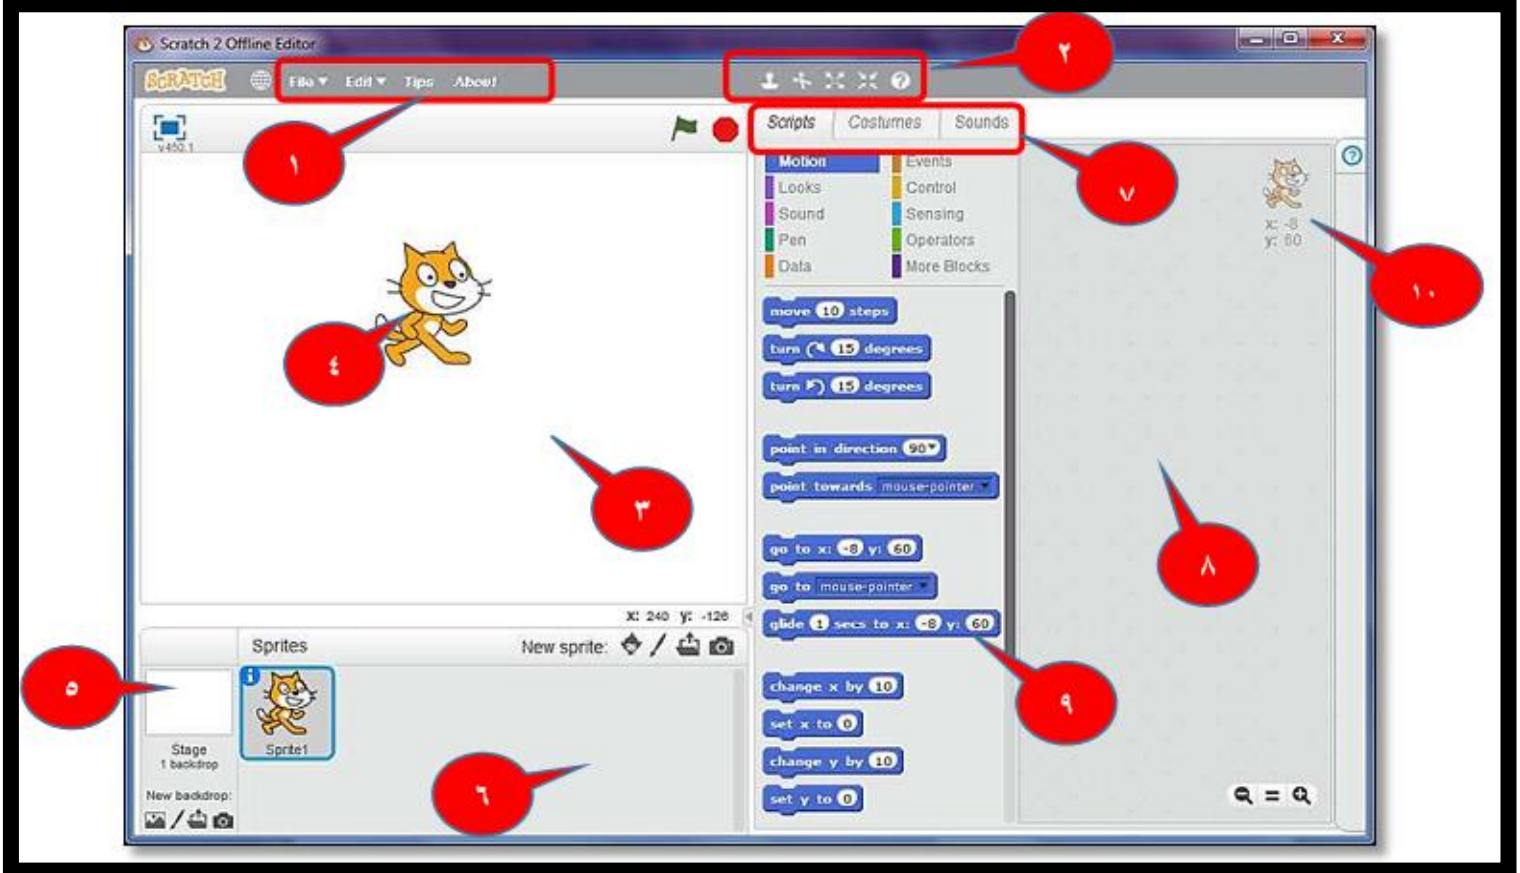 Scratch 2 Offline Editor
SCRATCH File Edit Tips About
١
٢
v450.1
Scripts Costumes Sounds
٧
Motion Events
Looks Control
Sound Sensing
Pen Operators
Data More Blocks
x: -8
y: 60
١٠
٤
٣
move 10 steps
turn 15 degrees
turn 15 degrees
point in direction 90
point towards mouse-pointer
go to x: -8 y: 60
go to mouse-pointer
glide 1 secs to x: -8 y: 60
change x by 10
set x to 0
change y by 10
set y to 0
٨
٩
x: 240 y: -126
Sprites New sprite:
٥
Stage
1 backdrop
Sprite1
New backdrop:
٦